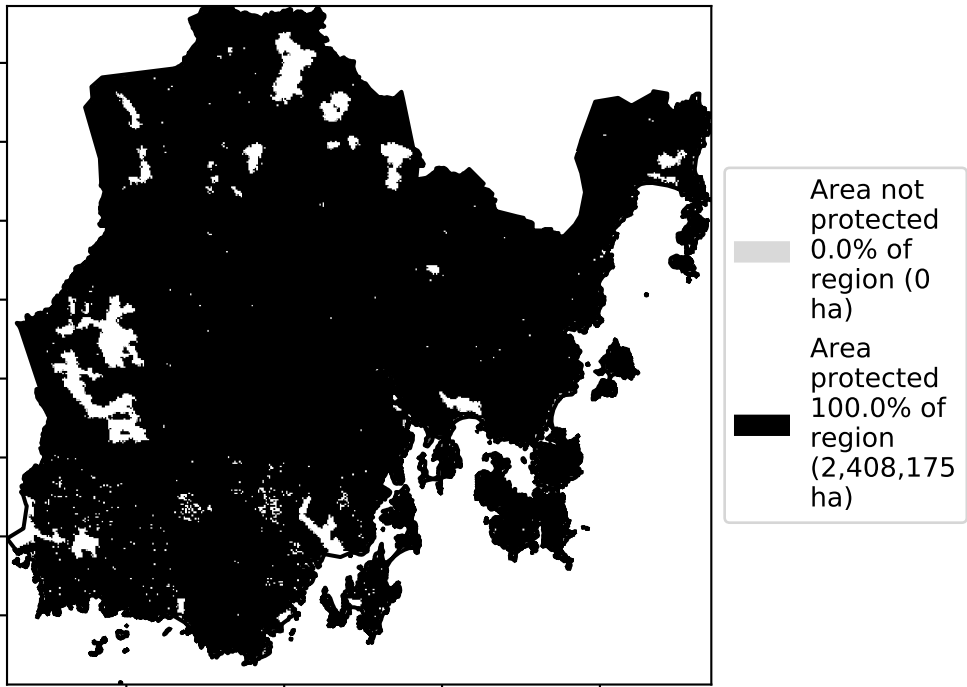 Area not
protected
0.0% of
region (0
ha)
Area
protected
100.0% of
region
(2,408,175
ha)